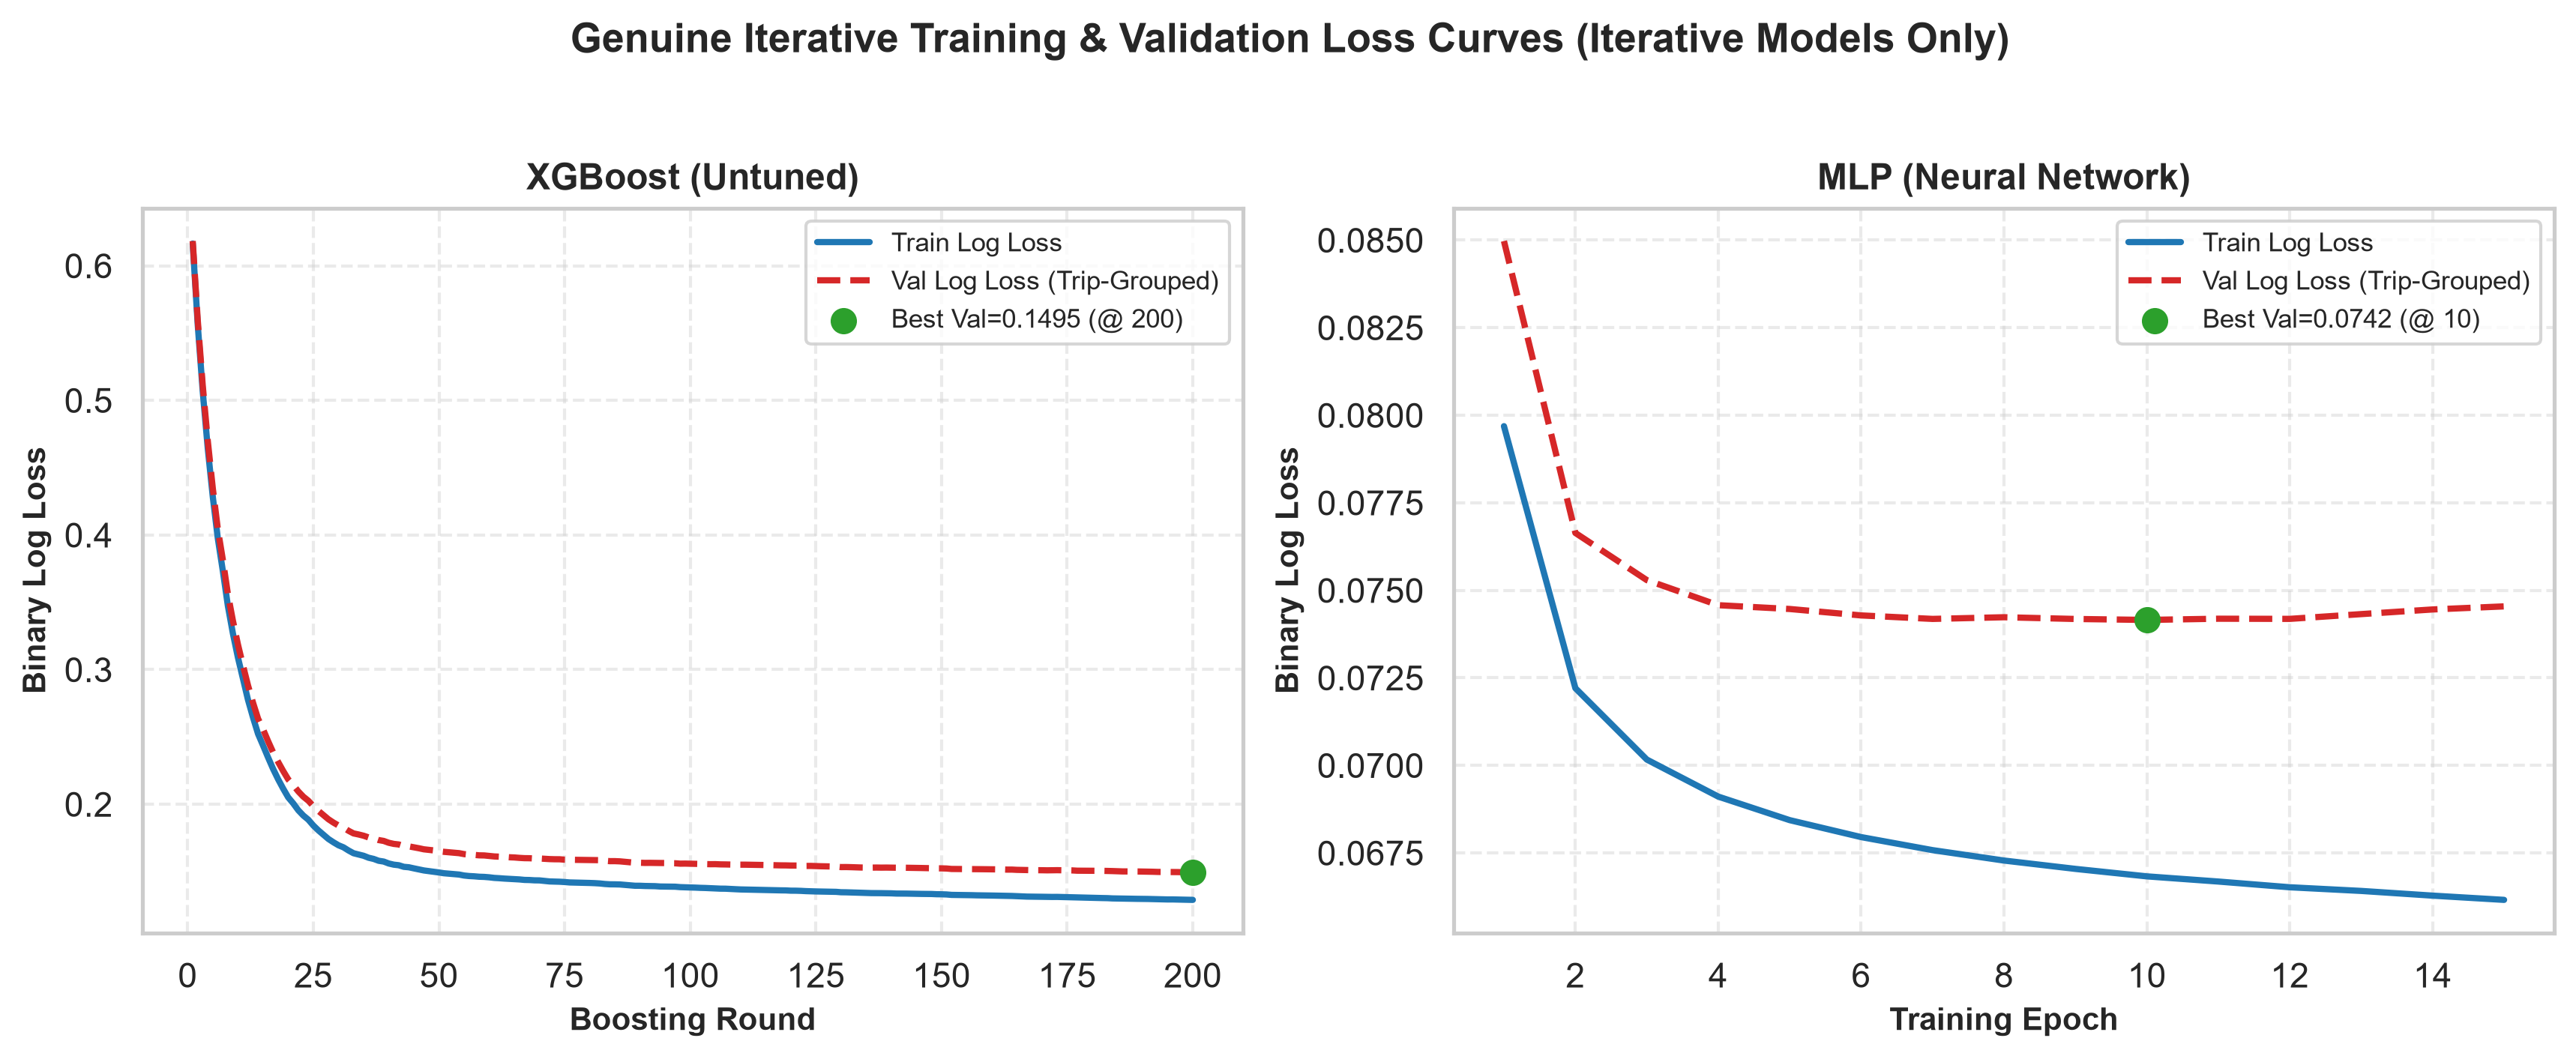 Genuine Iterative Training & Validation Loss Curves (Iterative Models Only)
XGBoost (Untuned)
Binary Log Loss
0.6
0.5
0.4
0.3
0.2
Train Log Loss
Val Log Loss (Trip-Grouped)
Best Val=0.1495 (@ 200)
0 25 50 75 100 125 150 175 200
Boosting Round
MLP (Neural Network)
Binary Log Loss
0.0850
0.0825
0.0800
0.0775
0.0750
0.0725
0.0700
0.0675
Train Log Loss
Val Log Loss (Trip-Grouped)
Best Val=0.0742 (@ 10)
2 4 6 8 10 12 14
Training Epoch